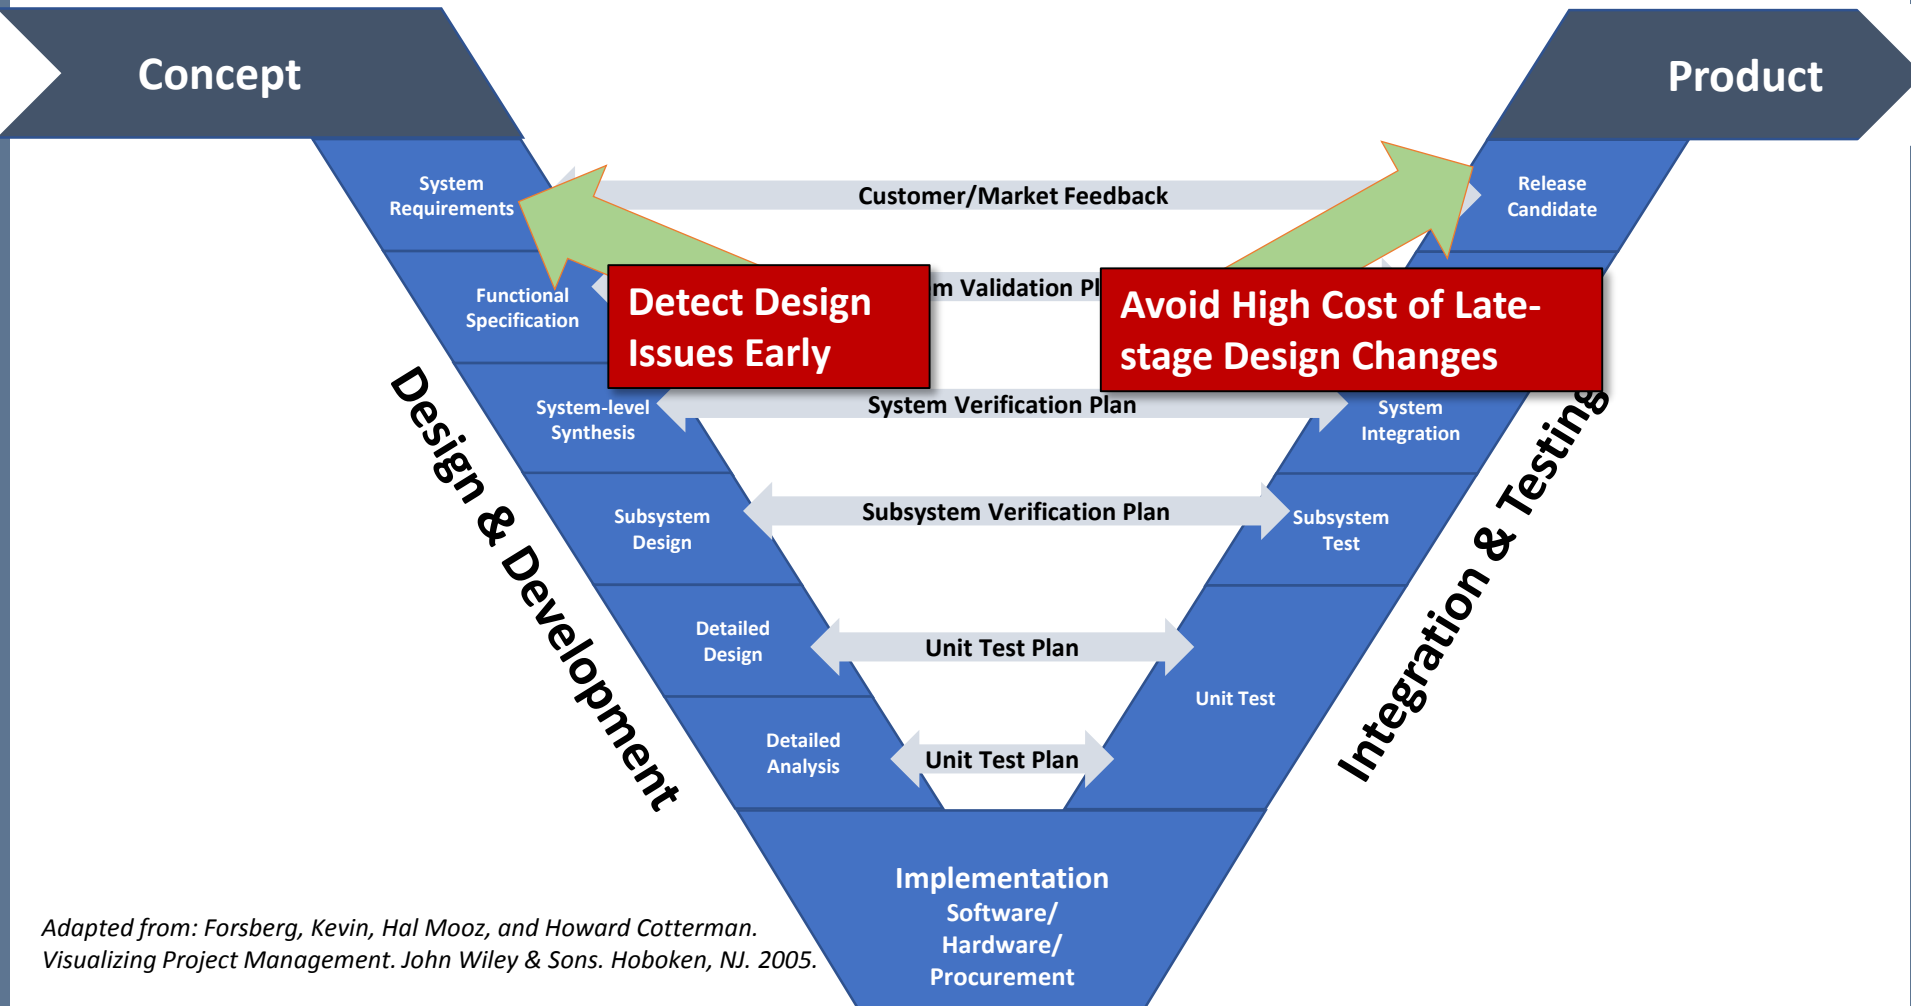 Concept
Product
System
Requirements
Customer/Market Feedback
Release
Candidate
Functional
Specification
Detect Design
Issues Early
m Validation Pl
Avoid High Cost of Late-
stage Design Changes
System-level
Synthesis
System Verification Plan
System
Integration
Design & Development
Integration & Testing
Subsystem
Design
Subsystem Verification Plan
Subsystem
Test
Detailed
Design
Unit Test Plan
Unit Test
Detailed
Analysis
Unit Test Plan
Implementation
Software/
Hardware/
Procurement
Adapted from: Forsberg, Kevin, Hal Mooz, and Howard Cotterman.
Visualizing Project Management. John Wiley & Sons. Hoboken, NJ. 2005.